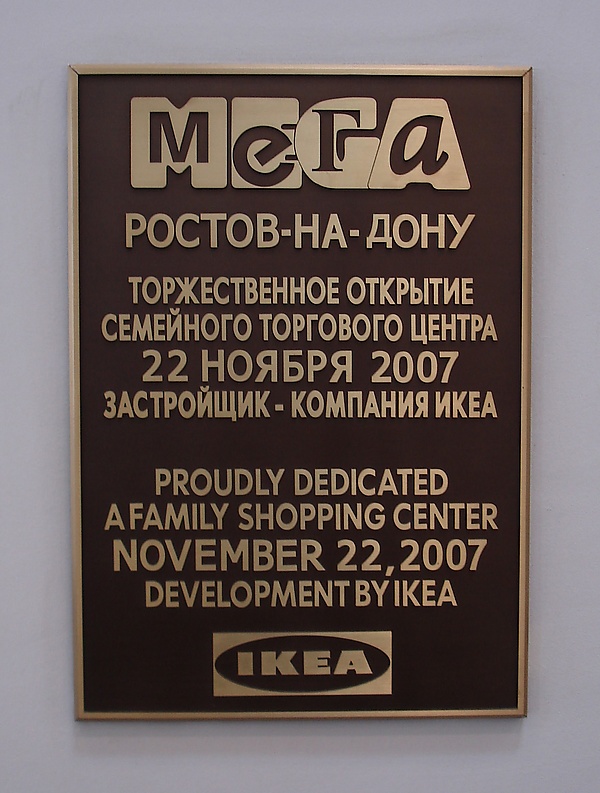 Мега
РОСТОВ-НА-ДОНУ
ТОРЖЕСТВЕННОЕ ОТКРЫТИЕ
СЕМЕЙНОГО ТОРГОВОГО ЦЕНТРА
22 НОЯБРЯ 2007
ЗАСТРОЙЩИК - КОМПАНИЯ ИКЕА
PROUDLY DEDICATED
A FAMILY SHOPPING CENTER
NOVEMBER 22, 2007
DEVELOPMENT BY IKEA
IKEA